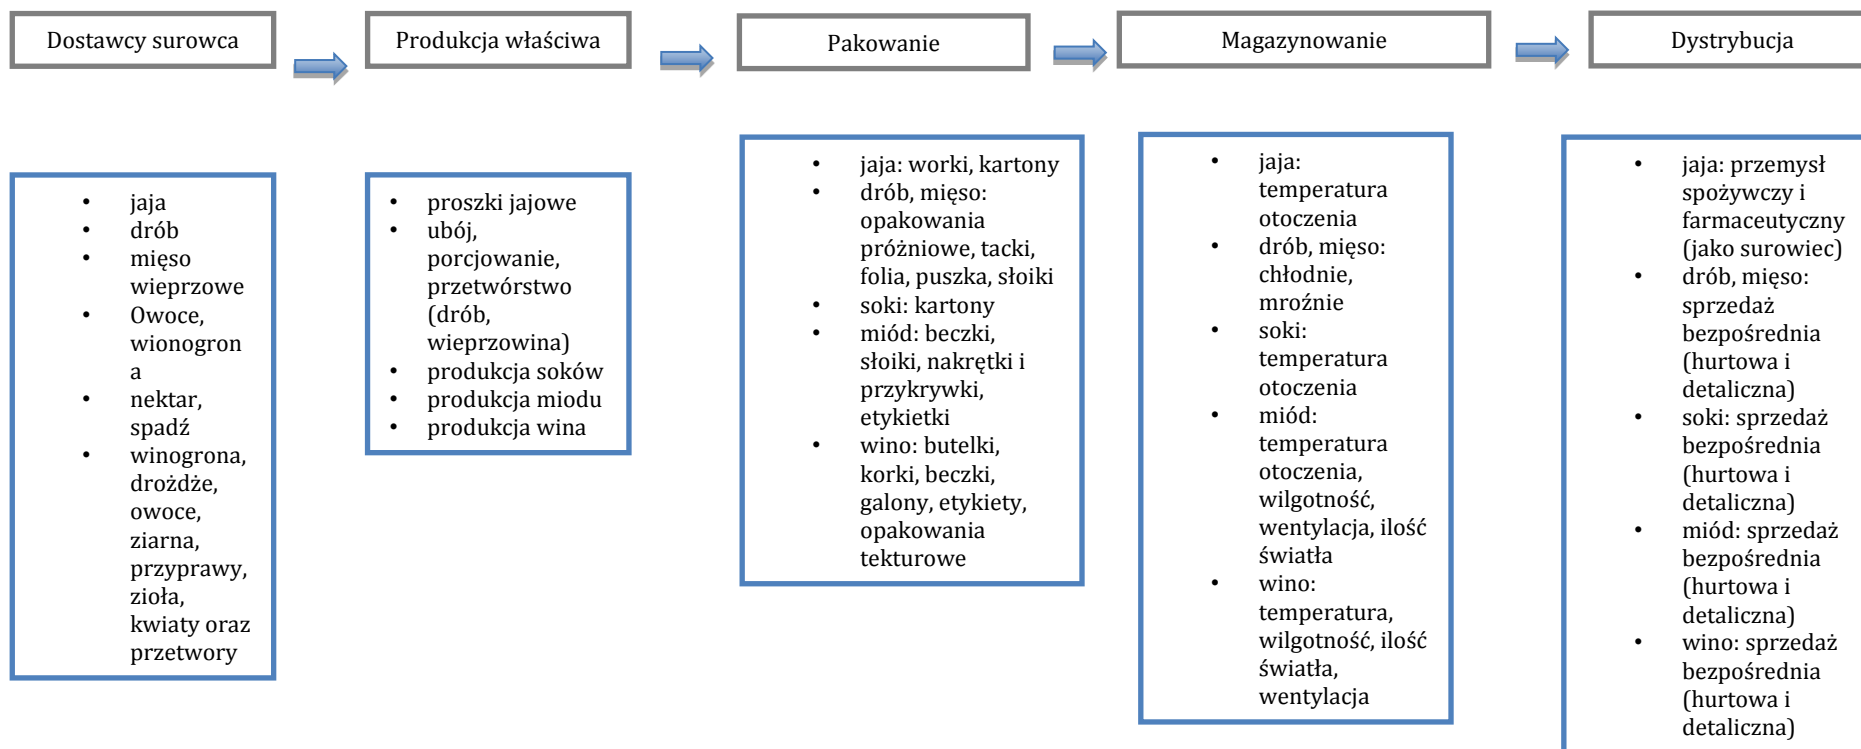 Dostawcy surowca
Produkcja właściwa
Pakowanie
Magazynowanie
Dystrybucja
• jaja
• drób
• mięso
wieprzowe
• Owoce,
wionogron
a
• nektar,
spadź
• winogrona,
drożdże,
owoce,
ziarna,
przyprawy,
zioła,
kwiaty oraz
przetwory
• proszki jajowe
• ubój,
porcjowanie,
przetwórstwo
(drób,
wieprzowina)
• produkcja soków
• produkcja miodu
• produkcja wina
• jaja: worki, kartony
• drób, mięso:
opakowania
próżniowe, tacki,
folia, puszka, słoiki
• soki: kartony
• miód: beczki,
słoiki, nakrętki i
przykrywki,
etykietki
• wino: butelki,
korki, beczki,
galony, etykiety,
opakowania
tekturowe
• jaja:
temperatura
otoczenia
• drób, mięso:
chłodnie,
mroźnie
• soki:
temperatura
otoczenia
• miód:
temperatura
otoczenia,
wilgotność,
wentylacja, ilość
światła
• wino:
temperatura,
wilgotność, ilość
światła,
wentylacja
• jaja: przemysł
spożywczy i
farmaceutyczny
(jako surowiec)
• drób, mięso:
sprzedaż
bezpośrednia
(hurtowa i
detaliczna)
• soki: sprzedaż
bezpośrednia
(hurtowa i
detaliczna)
• miód: sprzedaż
bezpośrednia
(hurtowa i
detaliczna)
• wino: sprzedaż
bezpośrednia
(hurtowa i
detaliczna)